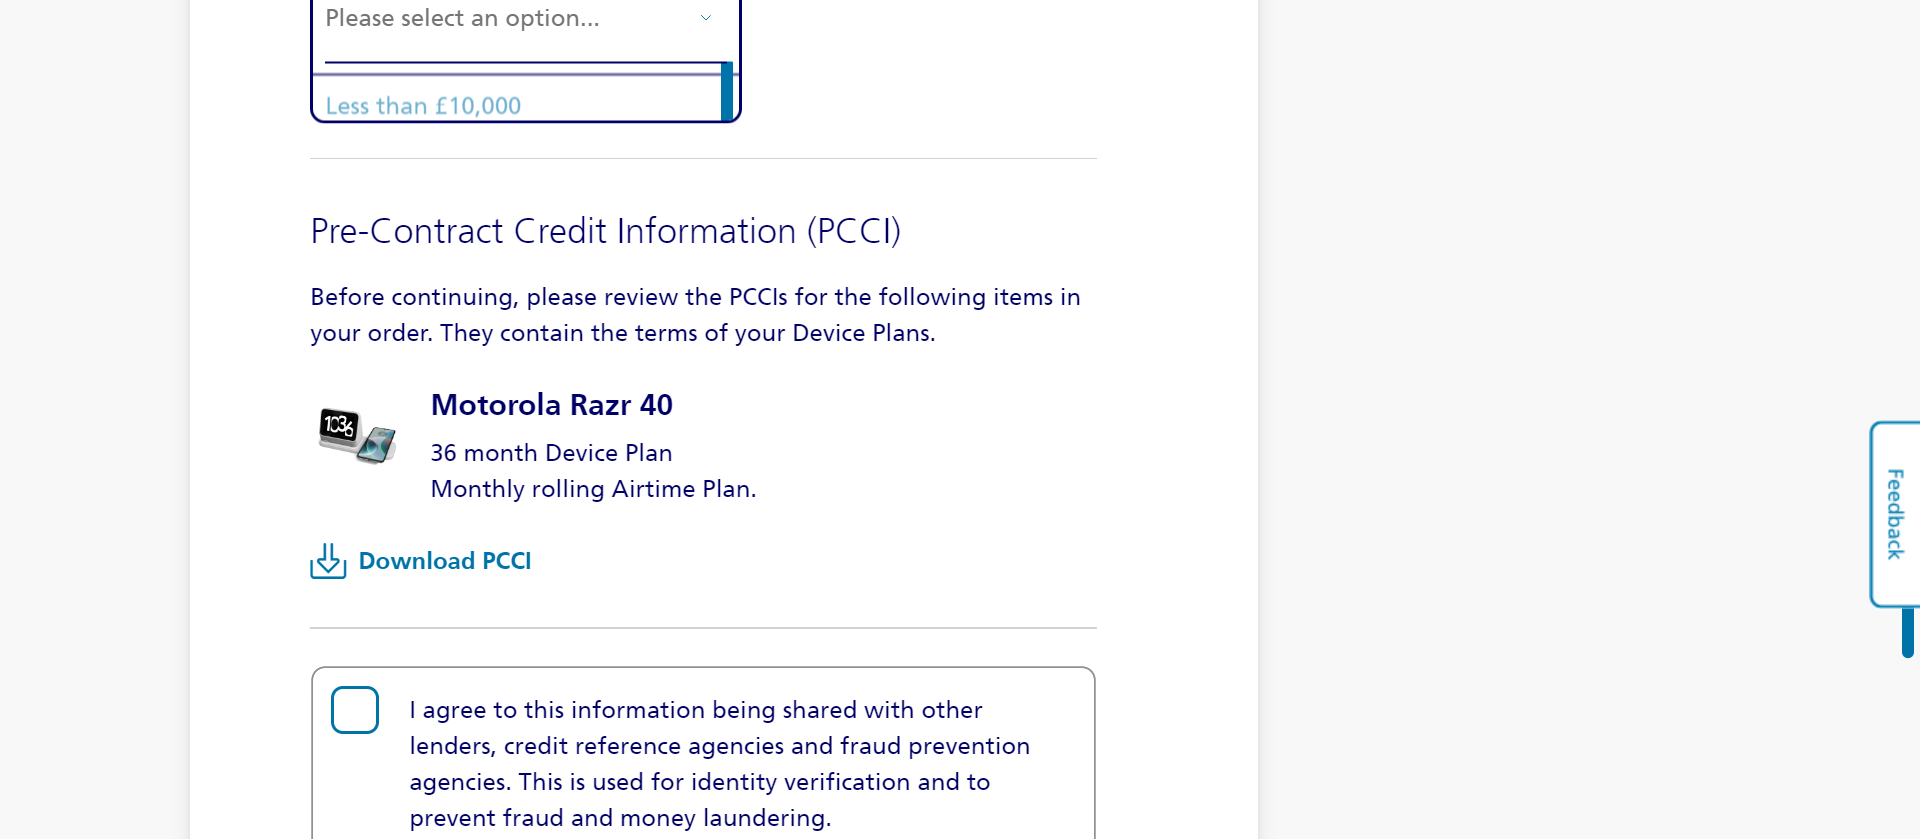 Please select an option...
Less than £10,000
Pre-Contract Credit Information (PCCI)
Before continuing, please review the PCCIs for the following items in
your order. They contain the terms of your Device Plans.
10:36
Motorola Razr 40
36 month Device Plan
Monthly rolling Airtime Plan.
Download PCCI
Feedback
I agree to this information being shared with other
lenders, credit reference agencies and fraud prevention
agencies. This is used for identity verification and to
prevent fraud and money laundering.